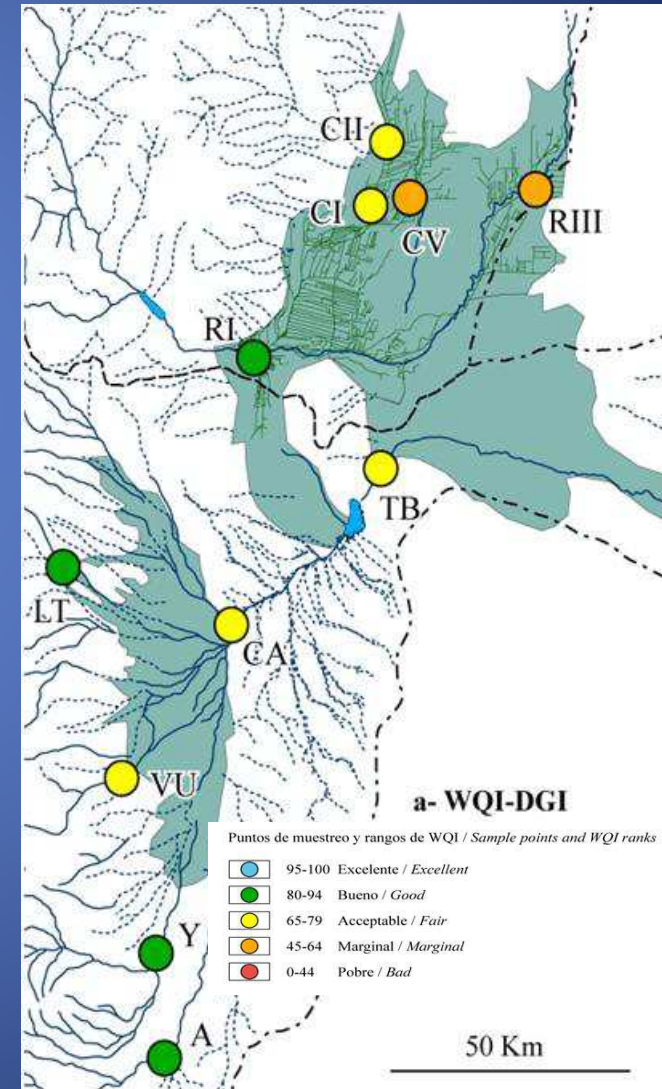 CII
CI
CV
RIII
RI
TB
LT
CA
VU
a- WQI-DGI
Puntos de muestreo y rangos de WQI / Sample points and WQI ranks
95-100 Excelente / Excellent
80-94 Bueno / Good
65-79 Acceptable / Fair
45-64 Marginal / Marginal
0-44 Pobre / Bad
Y
A
50 Km